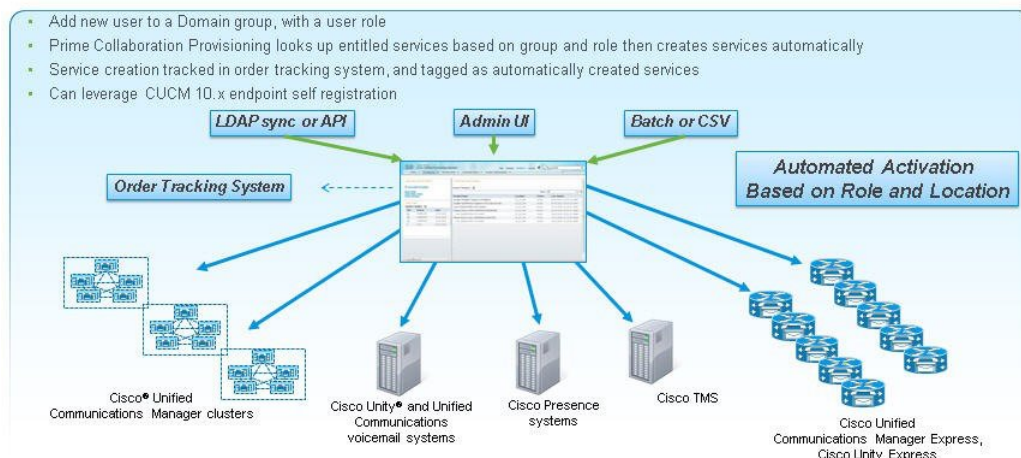 Add new user to a Domain group, with a user role
Prime Collaboration Provisioning looks up entitled services based on group and role then creates services automatically
Service creation tracked in order tracking system, and tagged as automatically created services
Can leverage CUCM 10.x endpoint self registration
LDAP sync or API
Admin UI
Batch or CSV
Order Tracking System
Automated Activation
Based on Role and Location
Cisco® Unified
Communications Manager clusters
Cisco Unity® and Unified
Communications
voicemail systems
Cisco Presence
systems
Cisco TMS
Cisco Unified
Communications Manager Express,
Cisco Unity Express